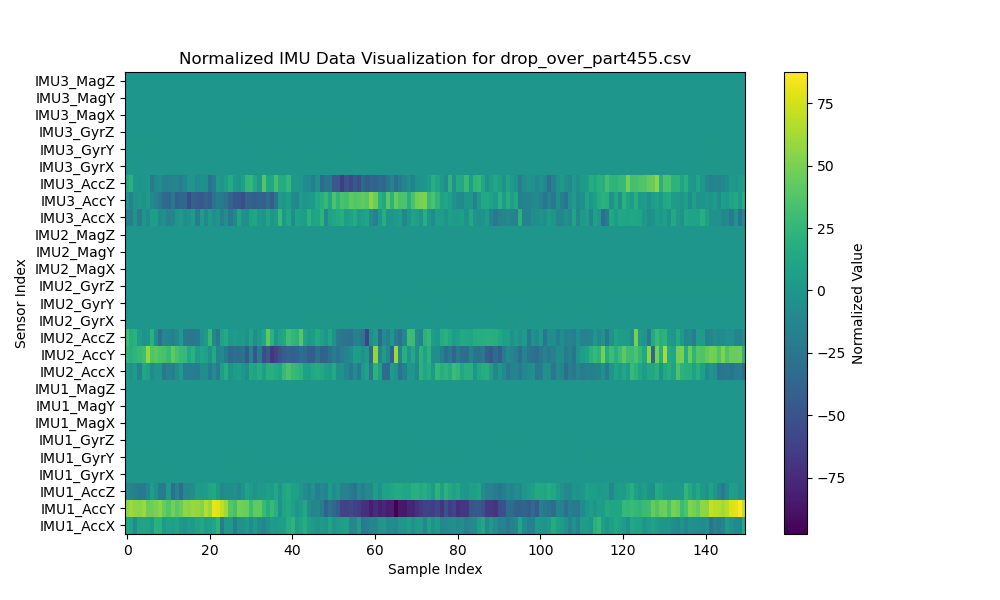 Normalized IMU Data Visualization for drop_over_part455.csv
Sensor Index
IMU3_MagZ
IMU3_MagY
IMU3_MagX
IMU3_GyrZ
IMU3_GyrY
IMU3_GyrX
IMU3_AccZ
IMU3_AccY
IMU3_AccX
IMU2_MagZ
IMU2_MagY
IMU2_MagX
IMU2_GyrZ
IMU2_GyrY
IMU2_GyrX
IMU2_AccZ
IMU2_AccY
IMU2_AccX
IMU1_MagZ
IMU1_MagY
IMU1_MagX
IMU1_GyrZ
IMU1_GyrY
IMU1_GyrX
IMU1_AccZ
IMU1_AccY
IMU1_AccX
0 20 40 60 80 100 120 140
Sample Index
75
50
25
0
−25
−50
−75
Normalized Value